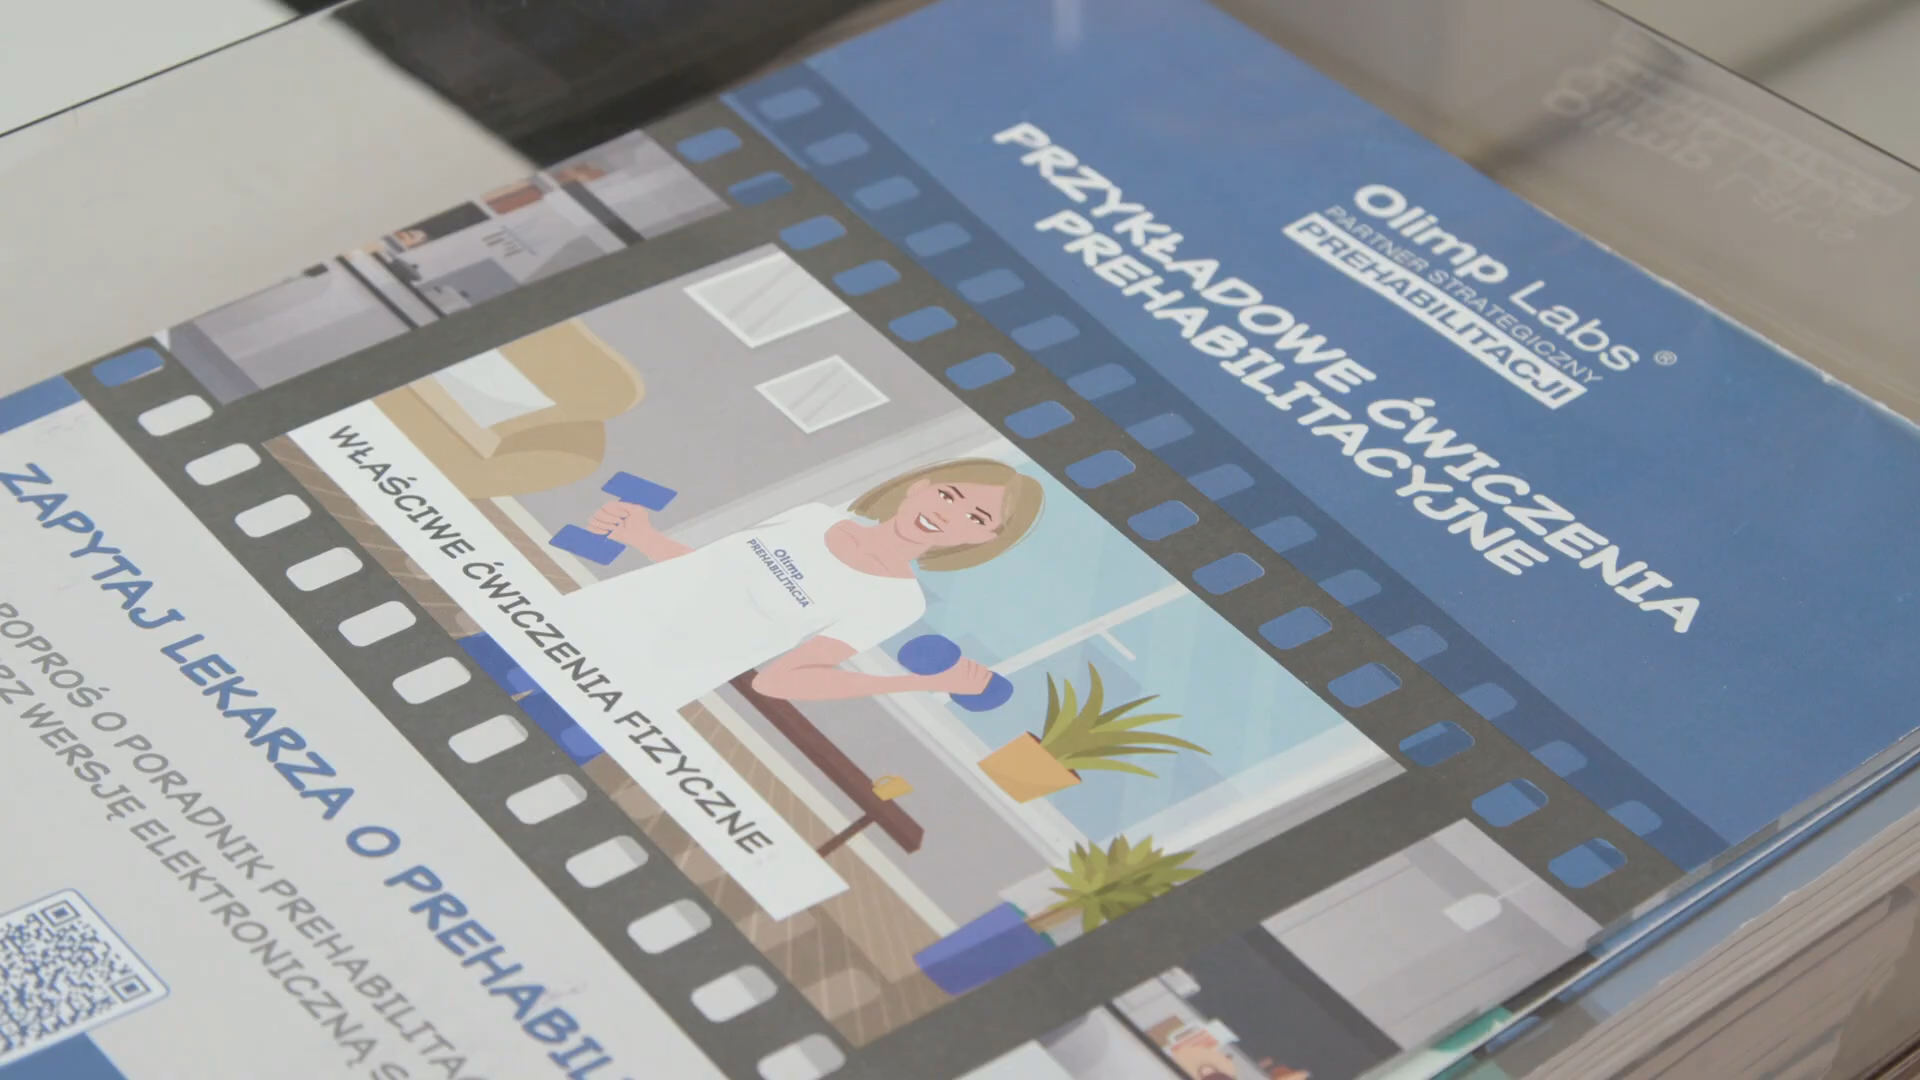 Olimp Labs®
PARTNER STRATEGICZNY
PREHABILITACJI
PRZYKŁADOWE ĆWICZENIA
PREHABILITACYJNE
Olimp
PREHABILITACJA
WŁAŚCIWE ĆWICZENIA FIZYCZNE
ZAPYTAJ LEKARZA O PREHABIL
POPROŚ O PORADNIK PREHABILITA
WERSJĘ ELEKTRONICZNĄ